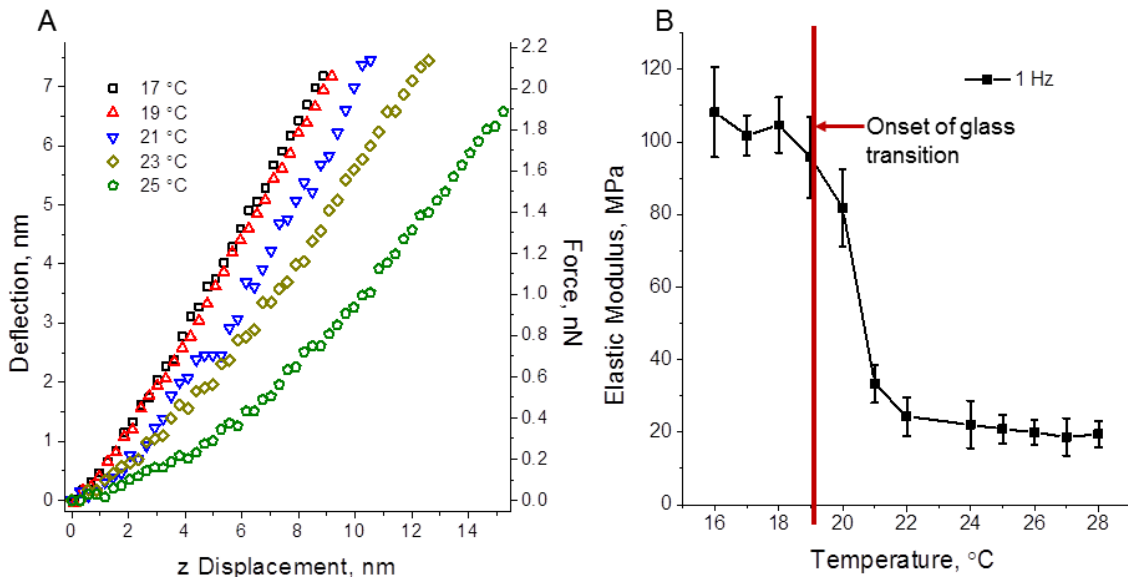 A
7
6
5
4
3
2
1
0
Deflection, nm
17 °C
19 °C
21 °C
23 °C
25 °C
2.2
2.0
1.8
1.6
1.4
1.2
1.0
0.8
0.6
0.4
0.2
0.0
Force, nN
0 2 4 6 8 10 12 14
z Displacement, nm
B
120
100
80
60
40
20
0
Elastic Modulus, MPa
1 Hz
Onset of glass
transition
16 18 20 22 24 26 28
Temperature, °C